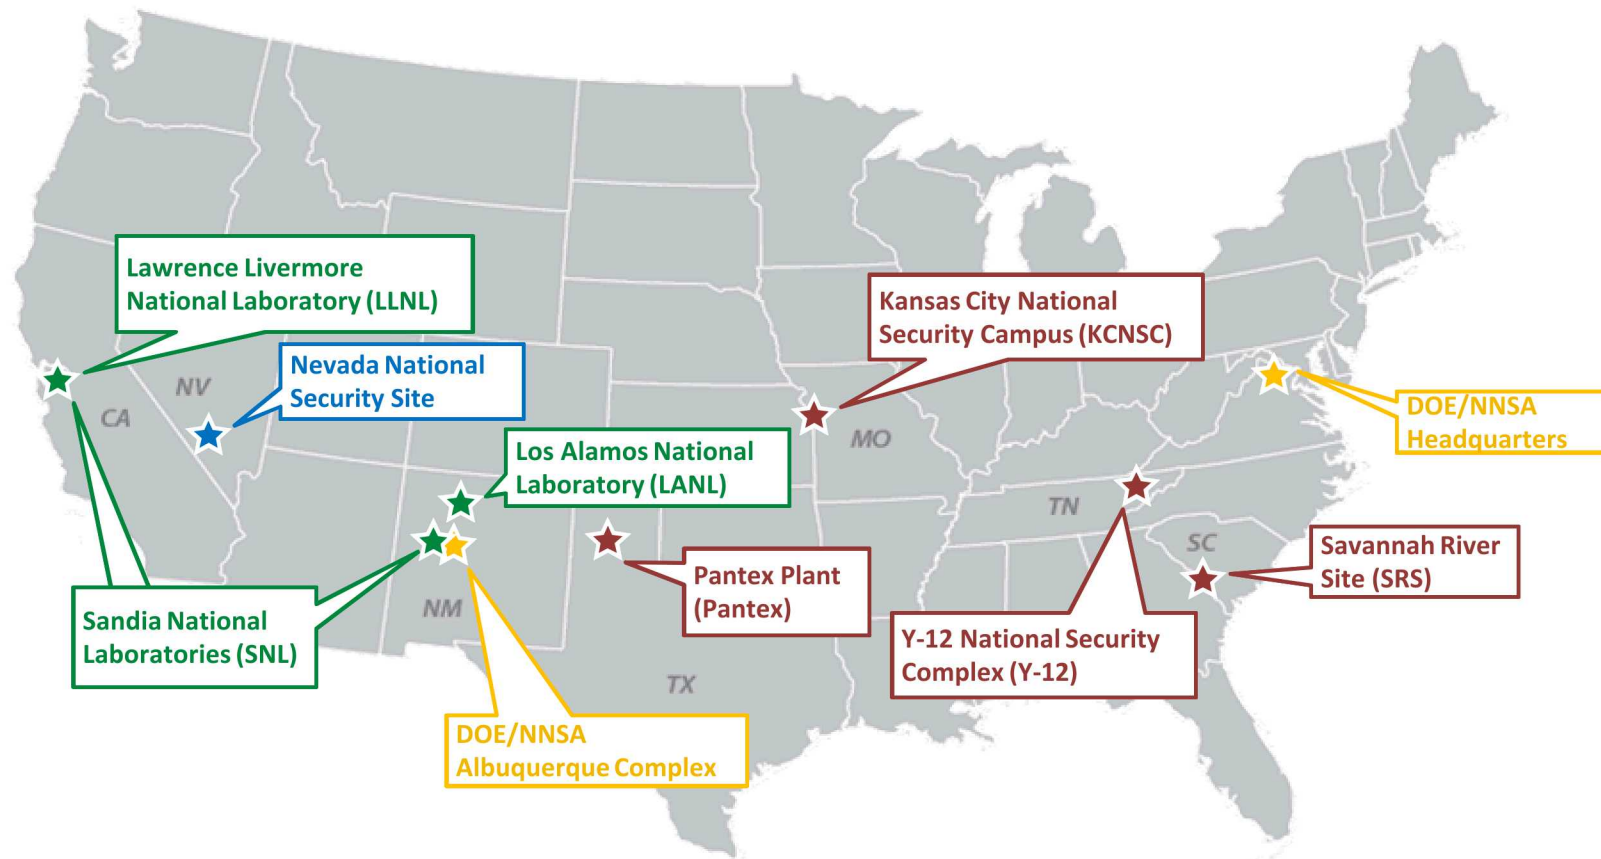 Lawrence Livermore
National Laboratory (LLNL)
Kansas City National
Security Campus (KCNSC)
Nevada National
Security Site
NV
CA
MO
DOE/NNSA
Headquarters
Los Alamos National
Laboratory (LANL)
TN
SC
Savannah River
Site (SRS)
Pantex Plant
(Pantex)
NM
Sandia National
Laboratories (SNL)
Y-12 National Security
Complex (Y-12)
TX
DOE/NNSA
Albuquerque Complex